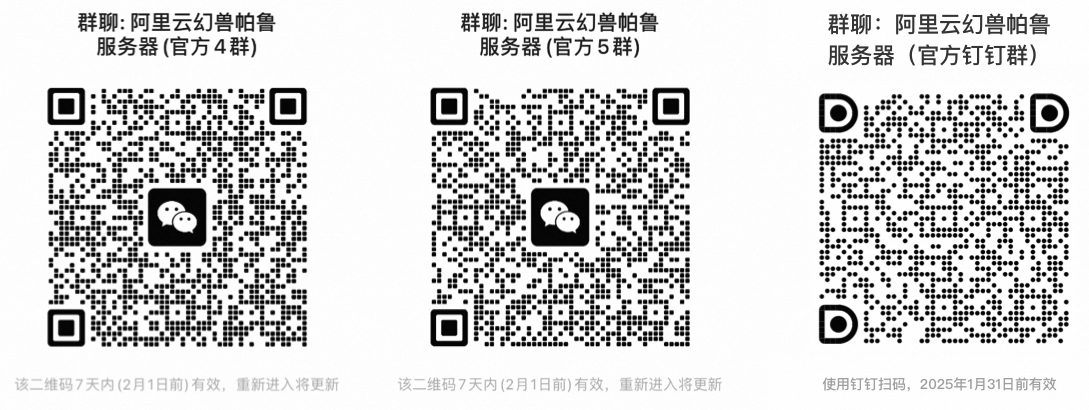 群聊: 阿里云幻兽帕鲁
服务器 (官方 4 群)
该二维码 7 天内 (2月1日前) 有效，重新进入将更新
群聊: 阿里云幻兽帕鲁
服务器 (官方 5 群)
该二维码 7 天内 (2月1日前) 有效，重新进入将更新
群聊：阿里云幻兽帕鲁
服务器（官方钉钉群）
使用钉钉扫码，2025年1月31日前有效